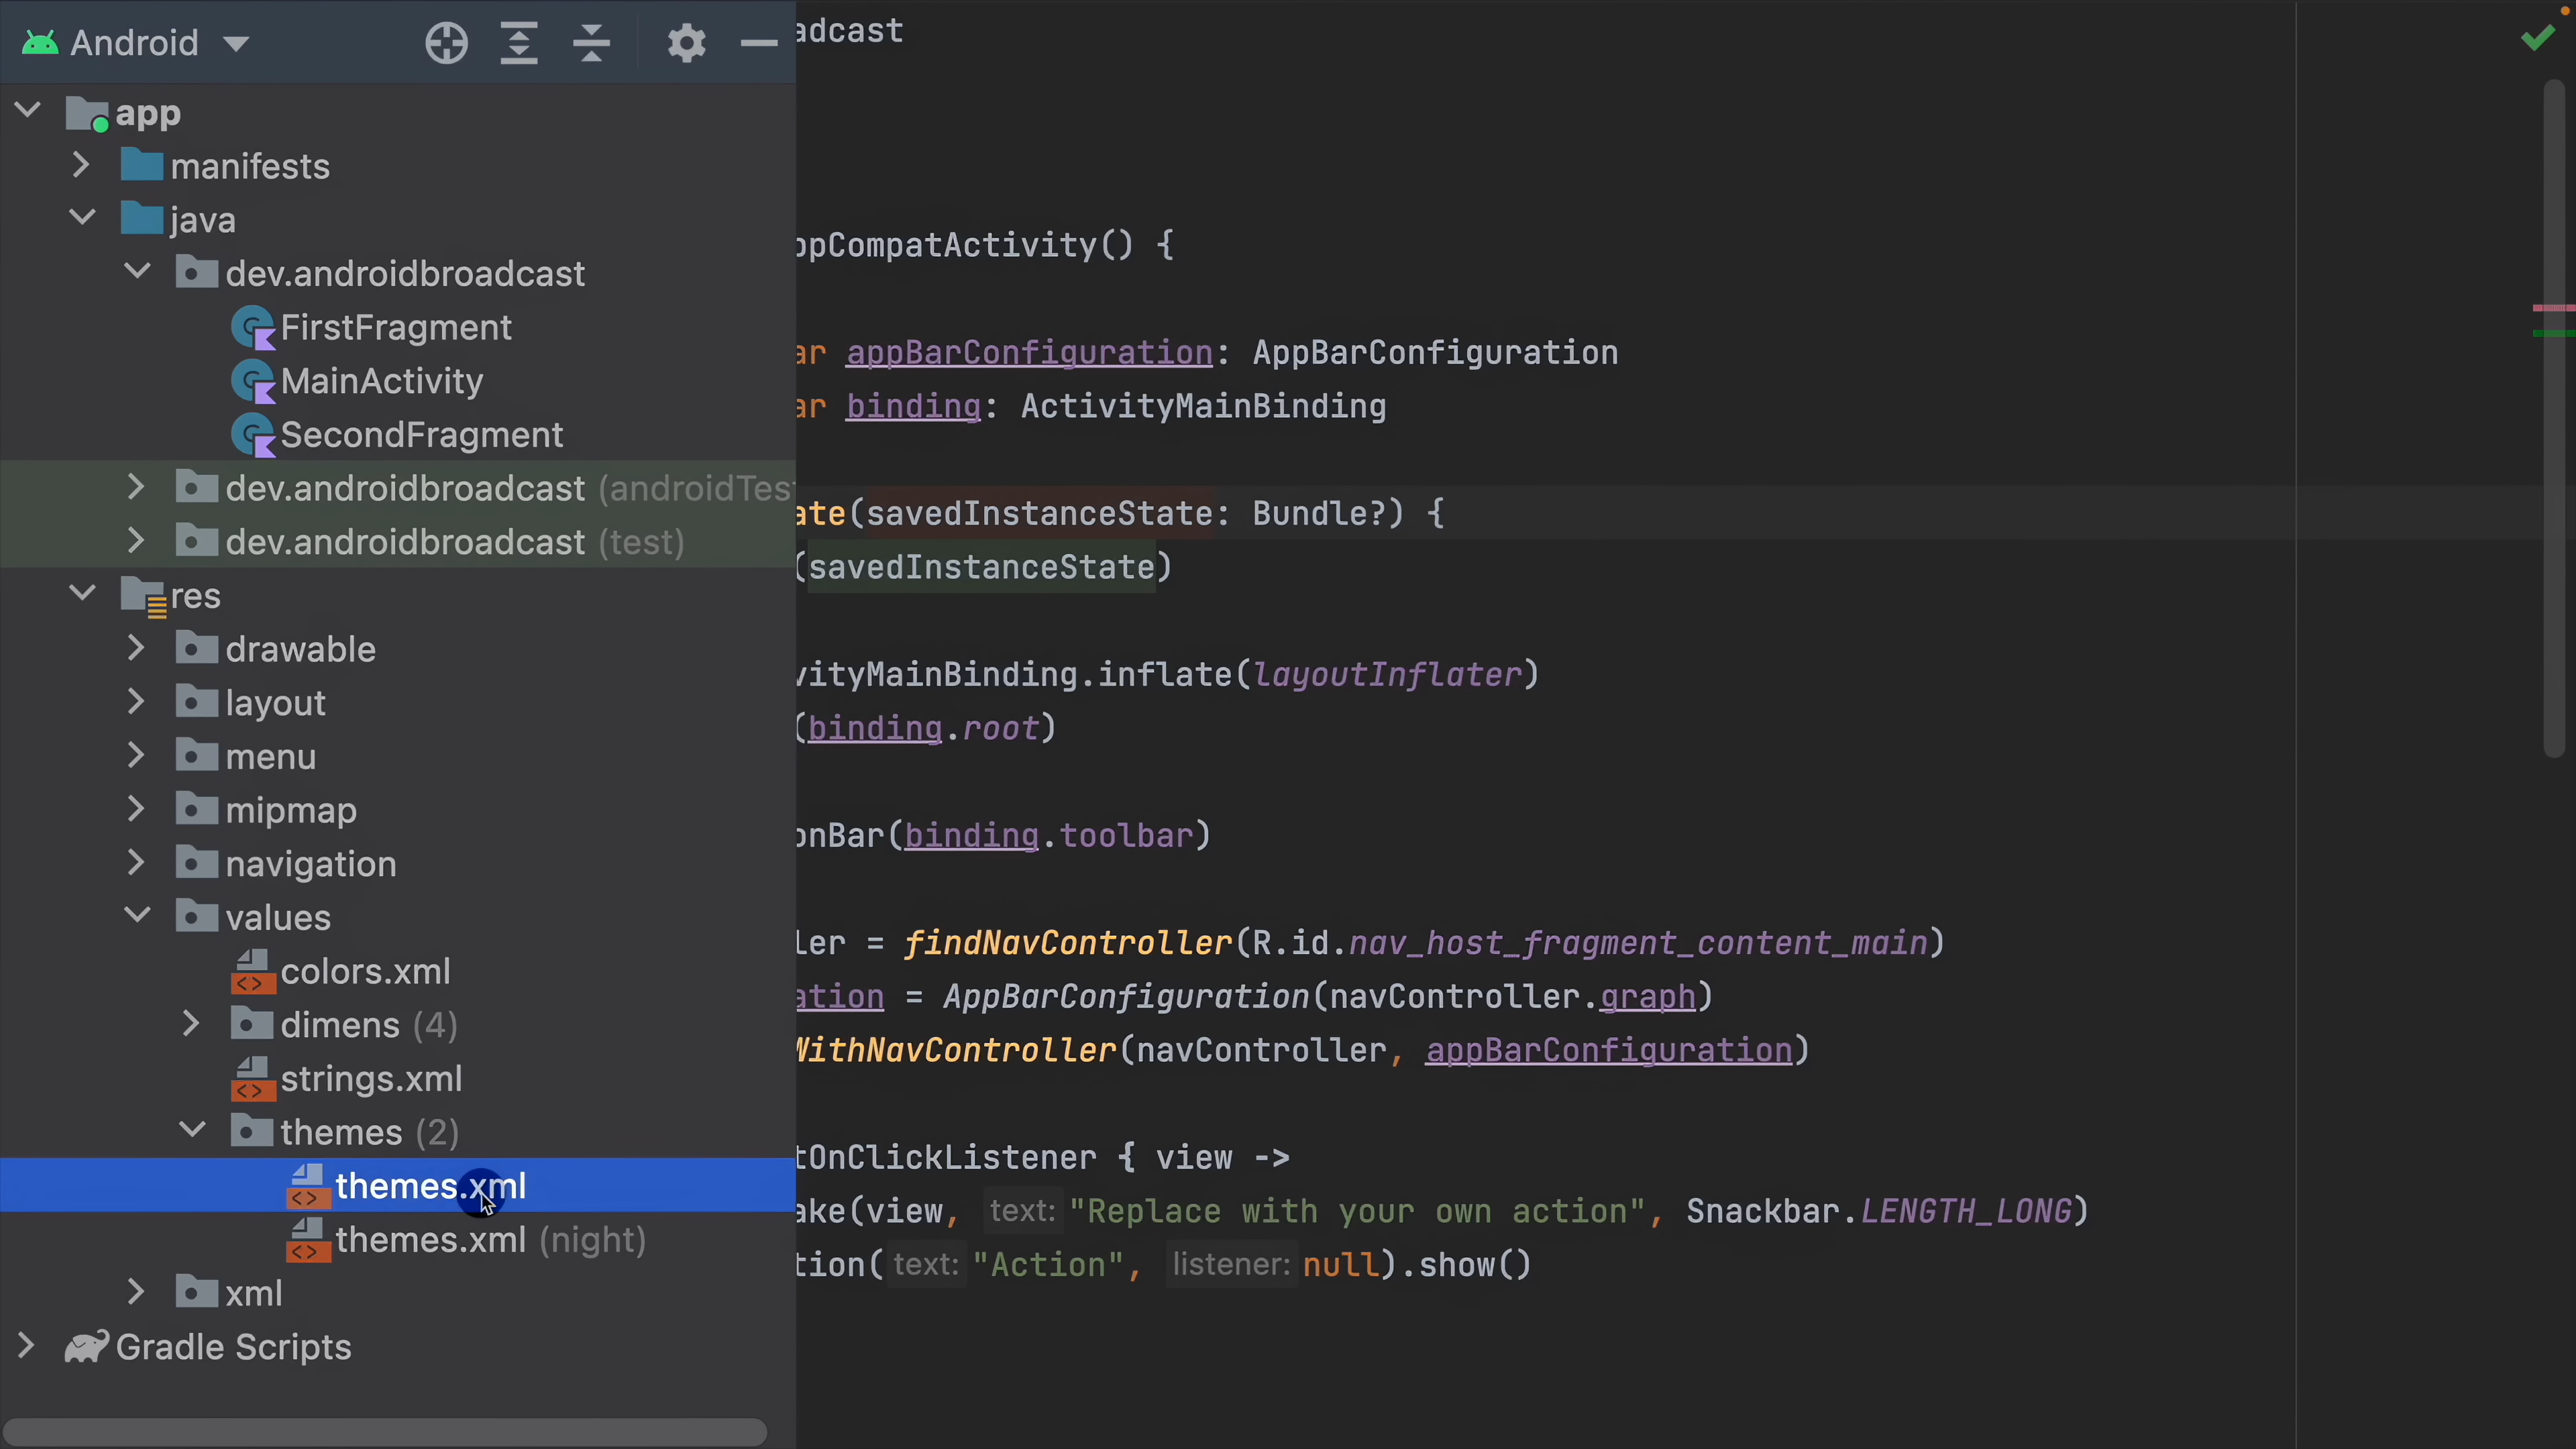 Android
app
manifests
java
dev.androidbroadcast
FirstFragment
MainActivity
SecondFragment
dev.androidbroadcast (androidTes
dev.androidbroadcast (test)
res
drawable
layout
menu
mipmap
navigation
values
colors.xml
dimens (4)
strings.xml
themes (2)
themes.xml
themes.xml (night)
xml
Gradle Scripts
adcast
ppCompatActivity() {
ar appBarConfiguration: AppBarConfiguration
ar binding: ActivityMainBinding
ate(savedInstanceState: Bundle?) {
(savedInstanceState)
vityMainBinding.inflate(layoutInflater)
(binding.root)
onBar(binding.toolbar)
ler = findNavController(R.id.nav_host_fragment_content_main)
ation = AppBarConfiguration(navController.graph)
WithNavController(navController, appBarConfiguration)
tOnClickListener { view ->
ake(view, text: "Replace with your own action", Snackbar.LENGTH_LONG)
tion( text: "Action", listener: null).show()